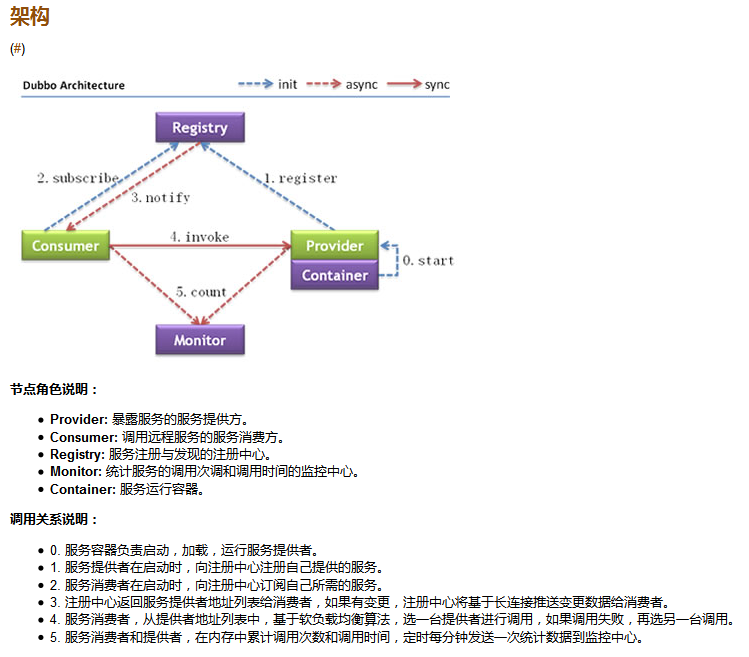 架构
(#)
Dubbo Architecture
init
async
sync
Registry
2. subscribe
1. register
3. notify
Consumer
4. invoke
Provider
Container
0. start
5. count
Monitor
节点角色说明：
Provider: 暴露服务的服务提供方。
Consumer: 调用远程服务的服务消费方。
Registry: 服务注册与发现的注册中心。
Monitor: 统计服务的调用次调和调用时间的监控中心。
Container: 服务运行容器。
调用关系说明：
0. 服务容器负责启动，加载，运行服务提供者。
1. 服务提供者在启动时，向注册中心注册自己提供的服务。
2. 服务消费者在启动时，向注册中心订阅自己所需的服务。
3. 注册中心返回服务提供者地址列表给消费者，如果有变更，注册中心将基于长连接推送变更数据给消费者。
4. 服务消费者，从提供者地址列表中，基于软负载均衡算法，选一台提供者进行调用，如果调用失败，再选另一台调用。
5. 服务消费者和提供者，在内存中累计调用次数和调用时间，定时每分钟发送一次统计数据到监控中心。